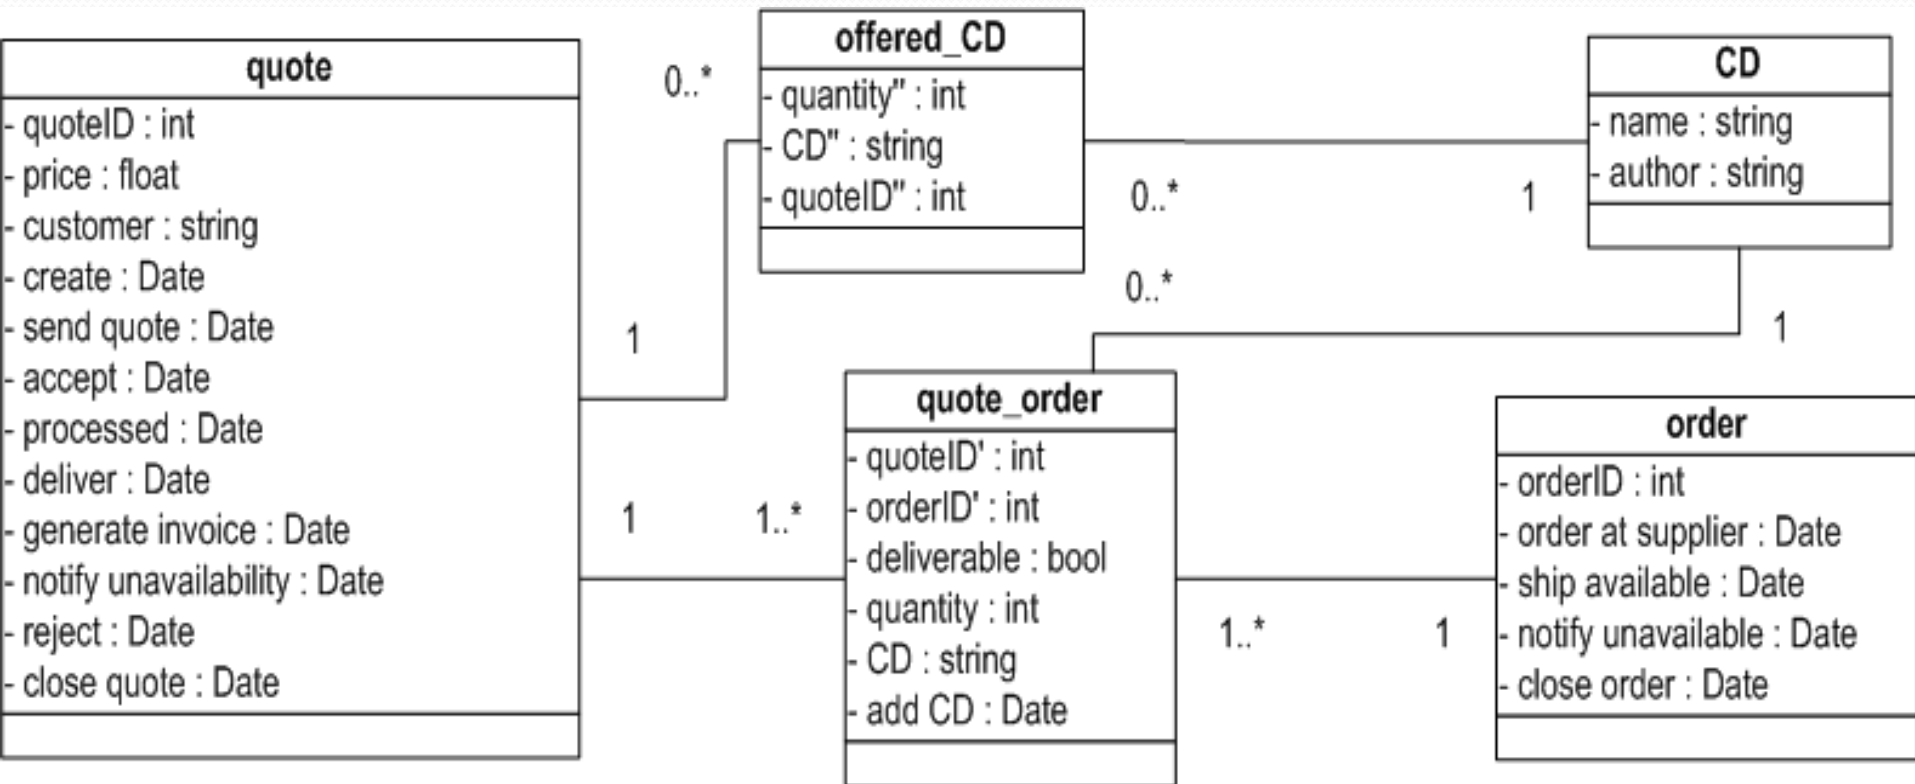 quote
- quoteID : int
- price : float
- customer : string
- create : Date
- send quote : Date
- accept : Date
- processed : Date
- deliver : Date
- generate invoice : Date
- notify unavailability : Date
- reject : Date
- close quote : Date
0..*
1
1
1..*
offered_CD
- quantity" : int
- CD" : string
- quoteID" : int
0..*
1
0..*
1
CD
- name : string
- author : string
quote_order
- quoteID' : int
- orderID' : int
- deliverable : bool
- quantity : int
- CD : string
- add CD : Date
1..*
1
order
- orderID : int
- order at supplier : Date
- ship available : Date
- notify unavailable : Date
- close order : Date